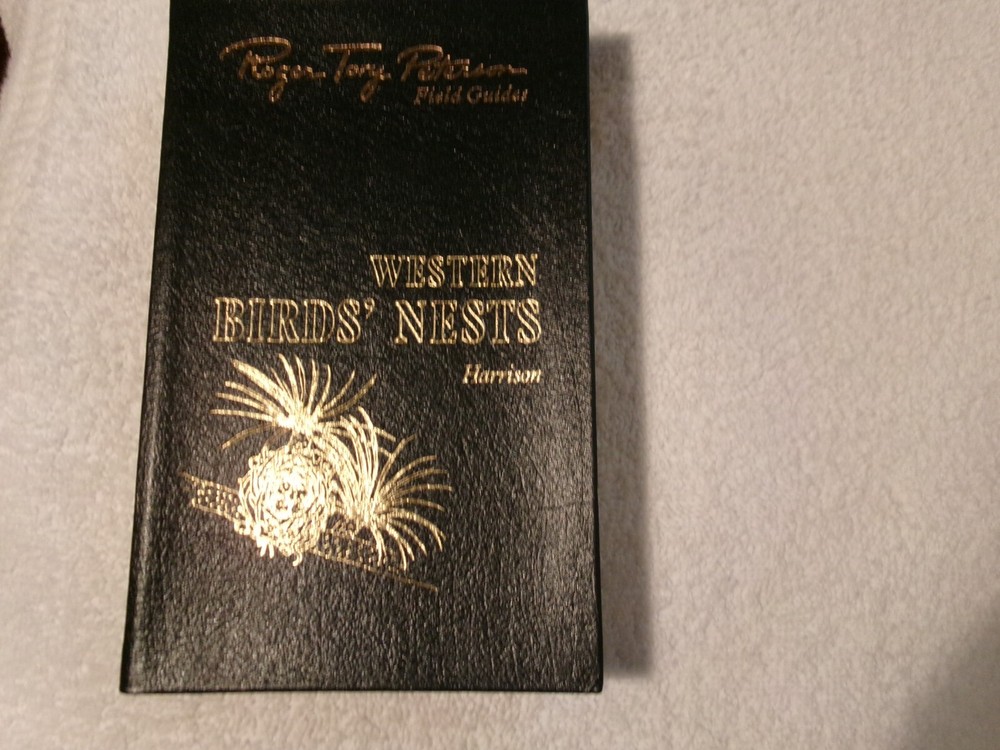 Roger Tory Peterson
Field Guides
WESTERN
BIRDS' NESTS
Harrison